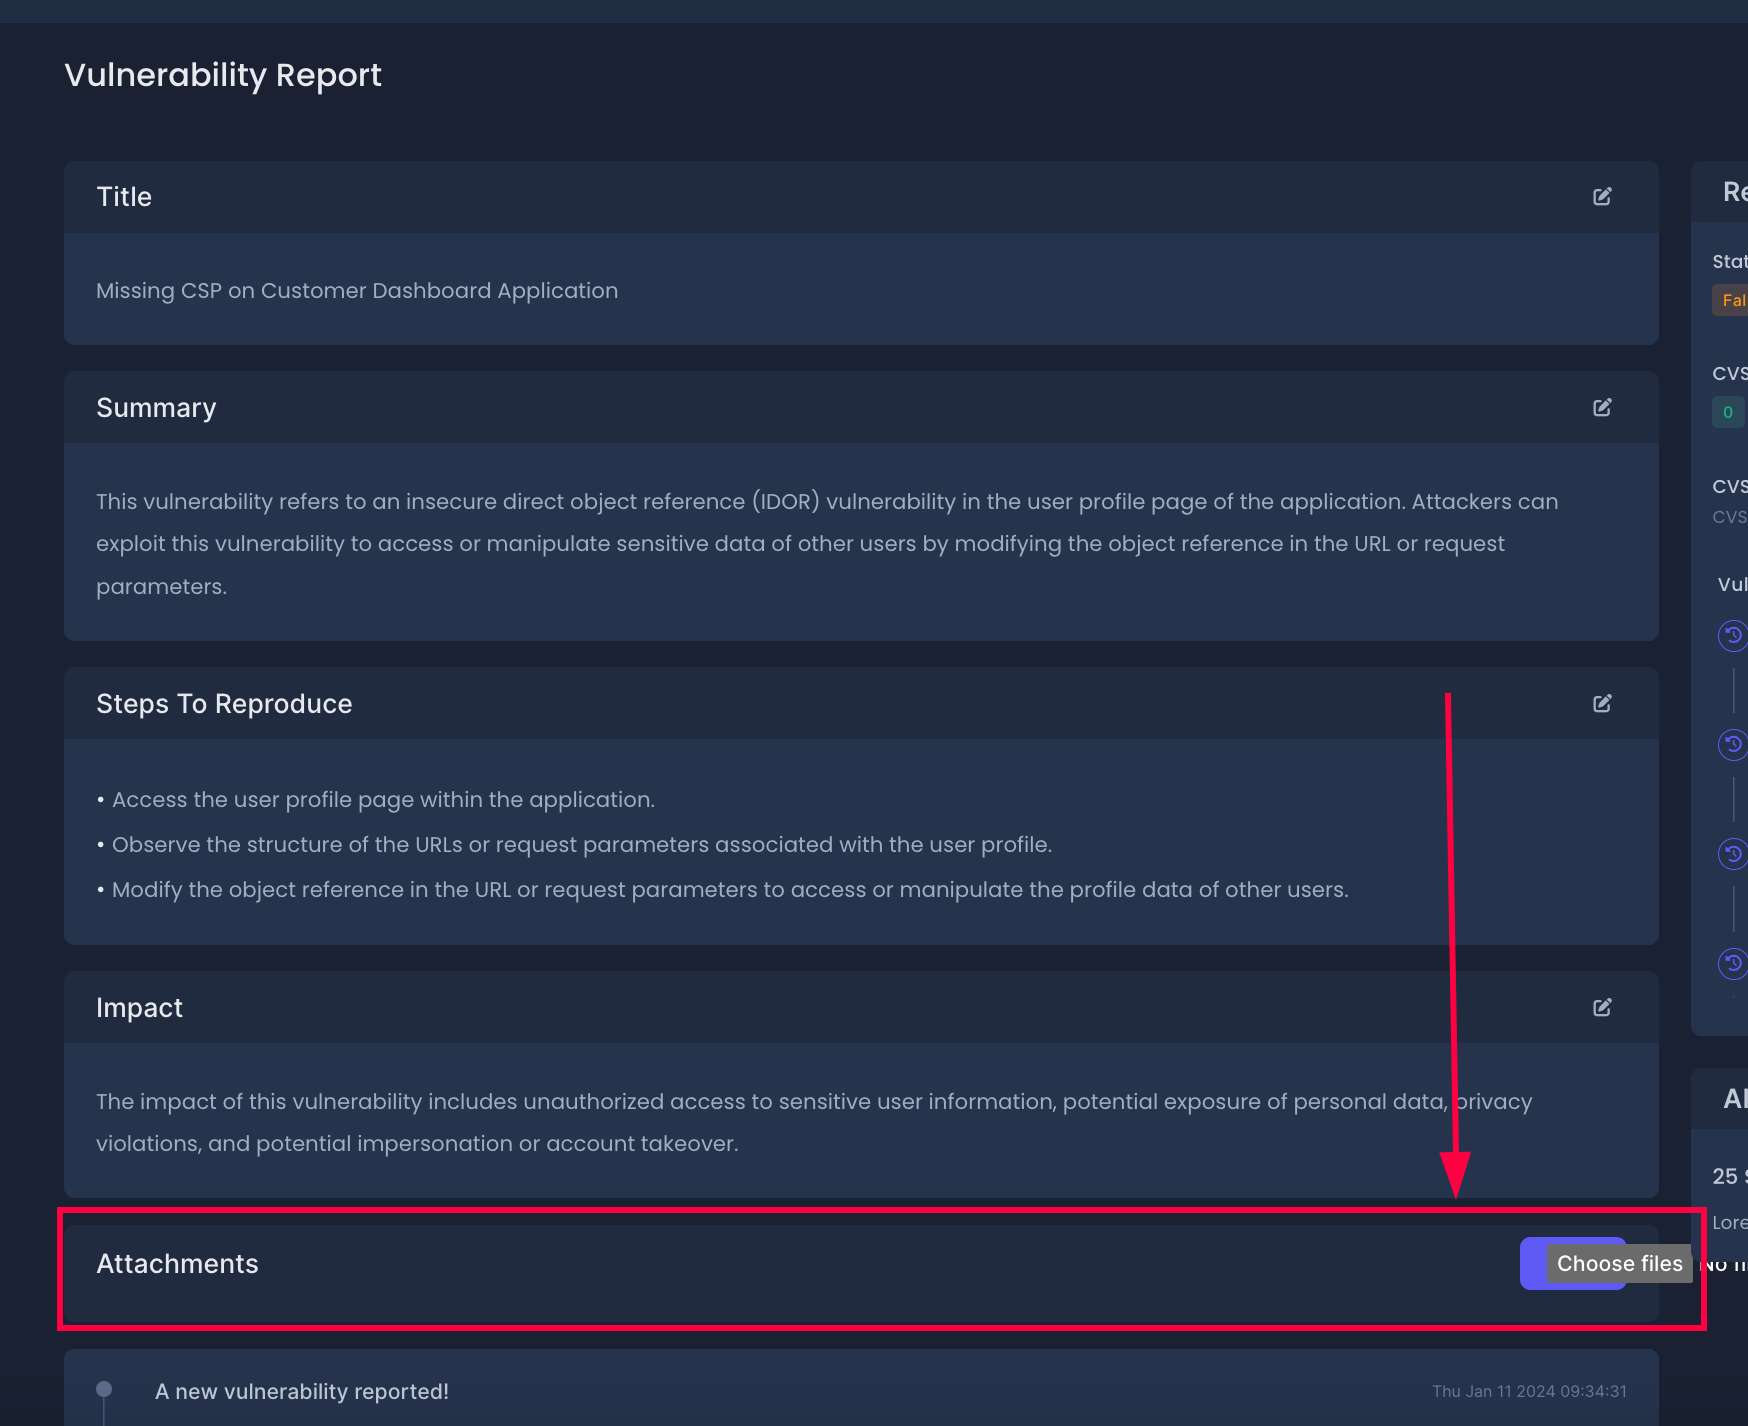 Vulnerability Report
Title
Missing CSP on Customer Dashboard Application
Summary
This vulnerability refers to an insecure direct object reference (IDOR) vulnerability in the user profile page of the application. Attackers can
exploit this vulnerability to access or manipulate sensitive data of other users by modifying the object reference in the URL or request
parameters.
Steps To Reproduce
• Access the user profile page within the application.
• Observe the structure of the URLs or request parameters associated with the user profile.
• Modify the object reference in the URL or request parameters to access or manipulate the profile data of other users.
Impact
The impact of this vulnerability includes unauthorized access to sensitive user information, potential exposure of personal data, privacy
violations, and potential impersonation or account takeover.
Attachments
Choose files
A new vulnerability reported!
Thu Jan 11 2024 09:34:31
Re
Stat
Fal
CVS
0
CVS
CVS
Vul
25
Lore
No